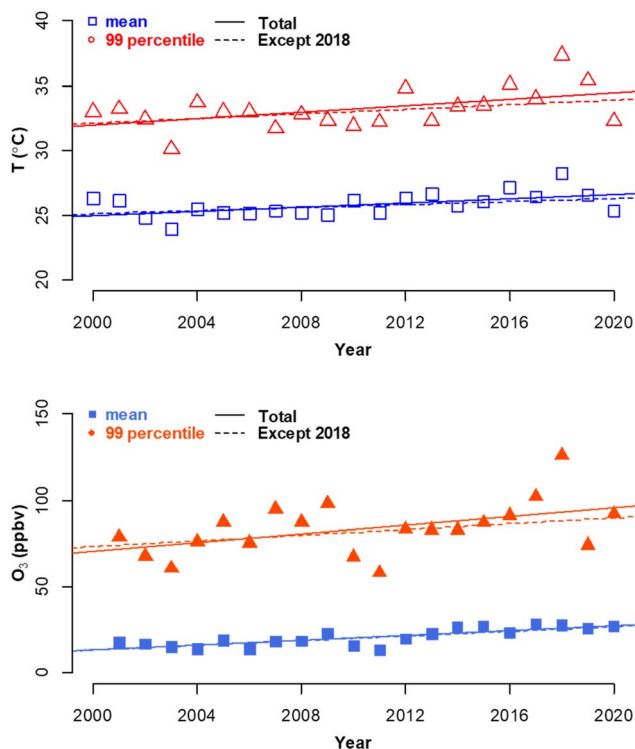 mean Total
99 percentile Except 2018
40
35
30
25
20
T (°C)
2000 2004 2008 2012 2016 2020
Year
mean Total
99 percentile Except 2018
150
100
50
0
O₃ (ppbv)
2000 2004 2008 2012 2016 2020
Year